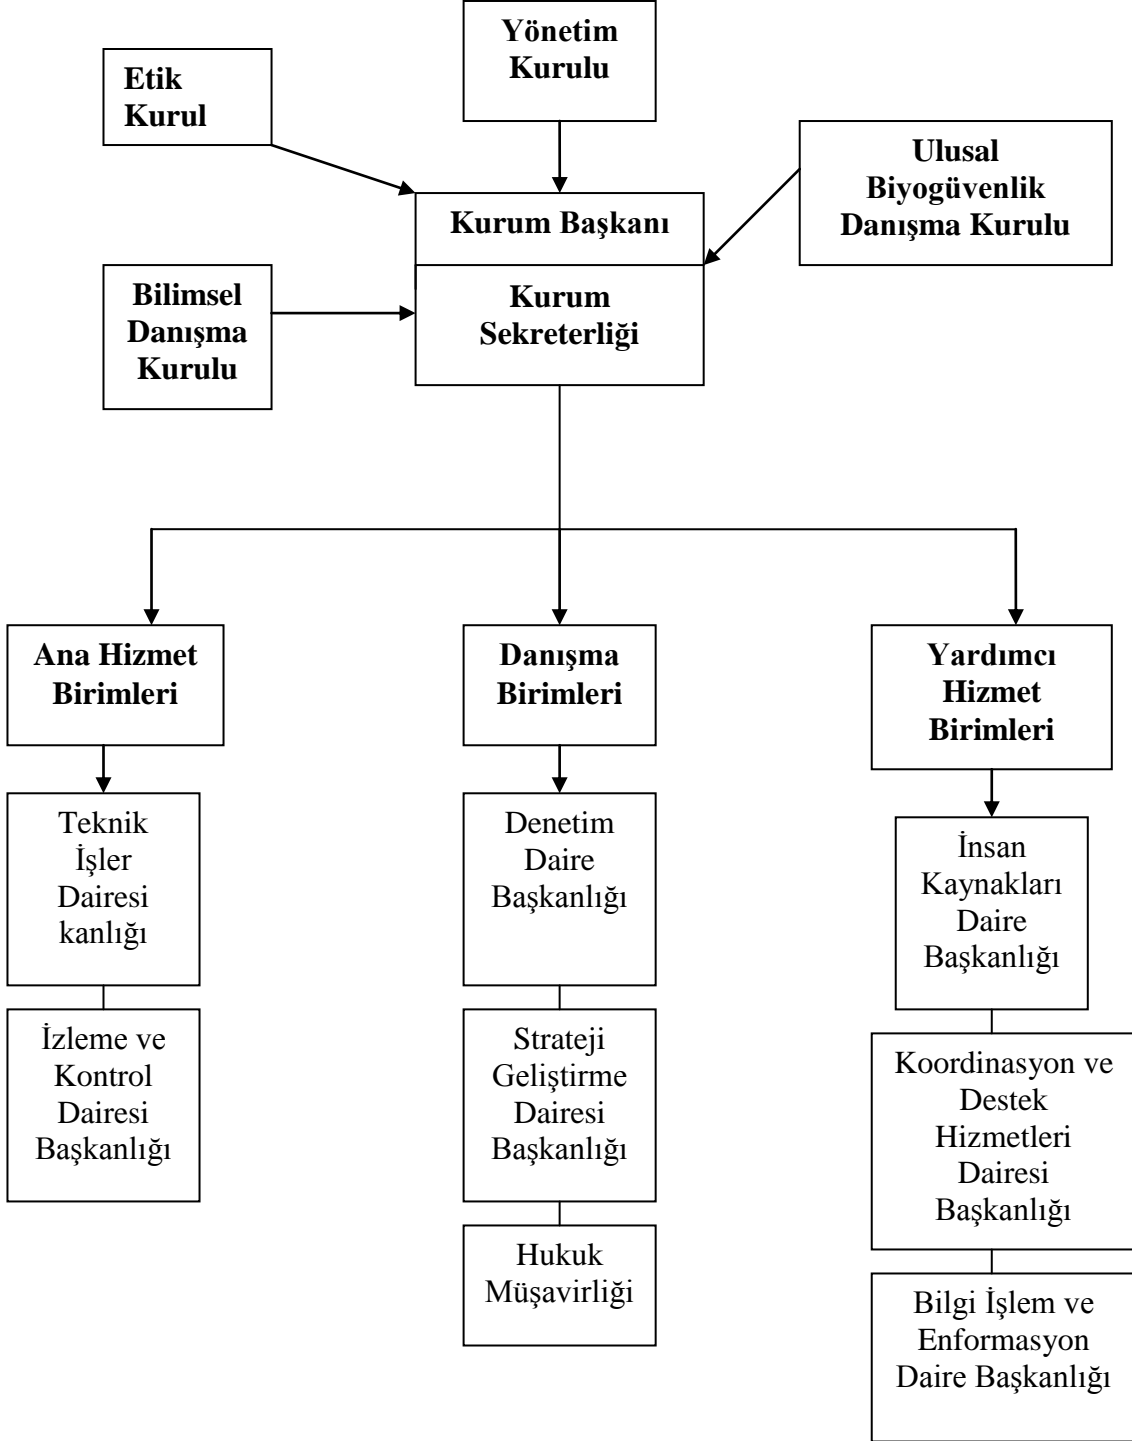 Yönetim
Kurulu
Etik
Kurul
Ulusal
Biyogüvenlik
Danışma Kurulu
Kurum Başkanı
Bilimsel
Danışma
Kurulu
Kurum
Sekreterliği
Ana Hizmet
Birimleri
Danışma
Birimleri
Yardımcı
Hizmet
Birimleri
Teknik
İşler
Dairesi
kanlığı
İzleme ve
Kontrol
Dairesi
Başkanlığı
Denetim
Daire
Başkanlığı
Strateji
Geliştirme
Dairesi
Başkanlığı
Hukuk
Müşavirliği
İnsan
Kaynakları
Daire
Başkanlığı
Koordinasyon ve
Destek
Hizmetleri
Dairesi
Başkanlığı
Bilgi İşlem ve
Enformasyon
Daire Başkanlığı